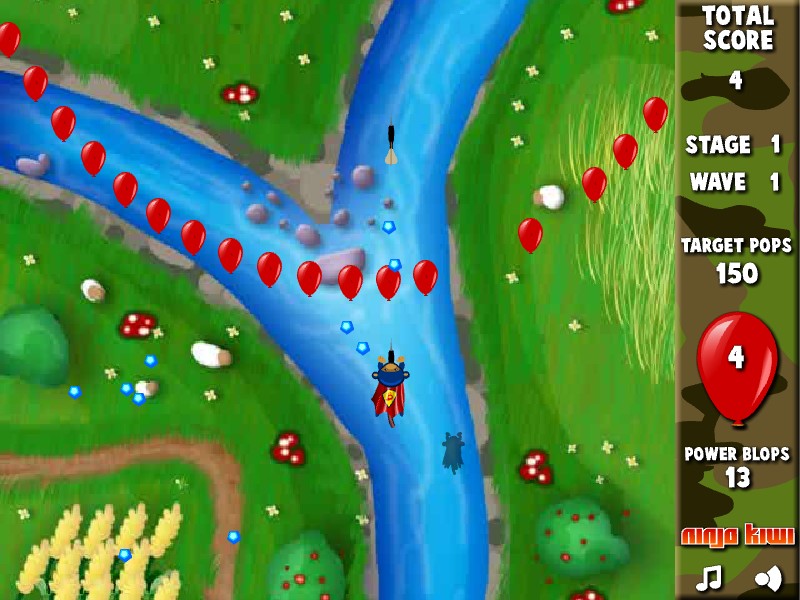 TOTAL
SCORE
4
STAGE 1
WAVE 1
TARGET POPS
150
4
POWER BLOPS
13
ninja kiwi